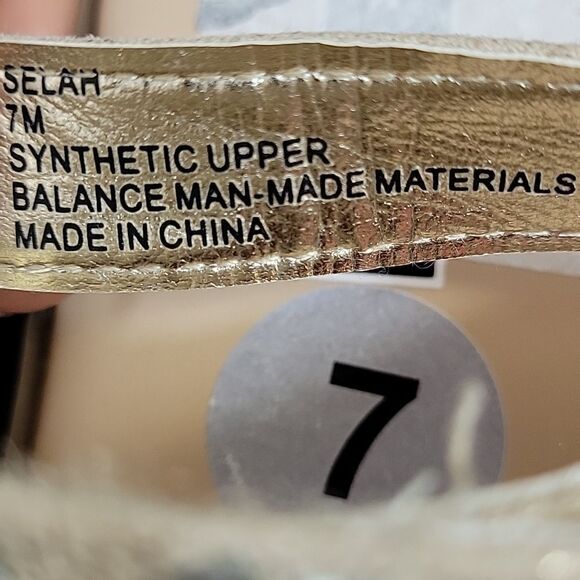 SELAH
7M
SYNTHETIC UPPER
BALANCE MAN-MADE MATERIALS
MADE IN CHINA
7